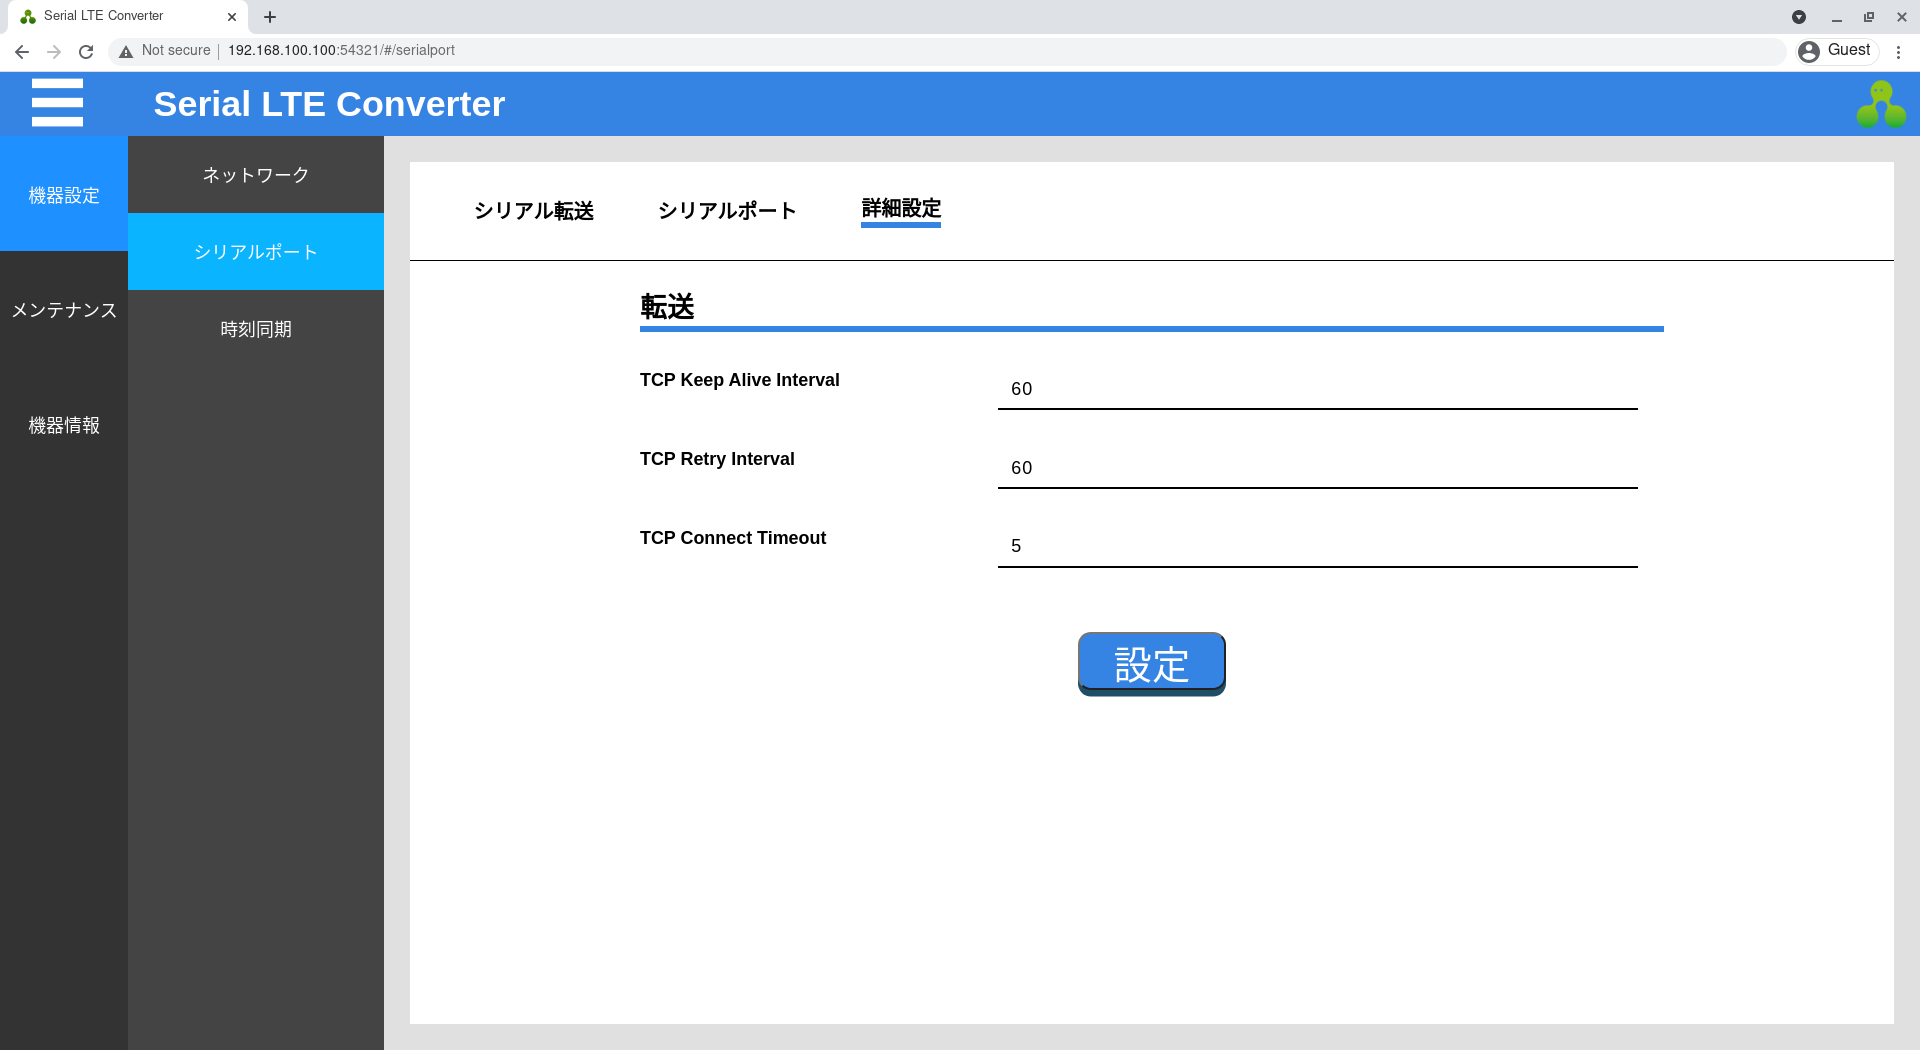 Serial LTE Converter
Not secure | 192.168.100.100:54321/#/serialport
Guest
Serial LTE Converter
機器設定
メンテナンス
機器情報
ネットワーク
シリアルポート
時刻同期
シリアル転送 シリアルポート 詳細設定
転送
TCP Keep Alive Interval 60
TCP Retry Interval 60
TCP Connect Timeout 5
設定